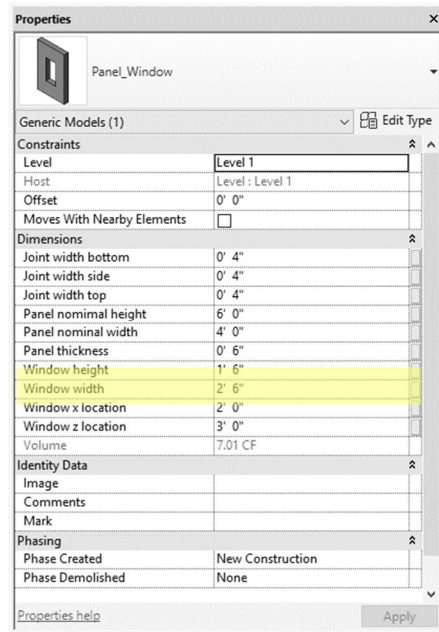 Properties x
Panel_Window
Generic Models (1) Edit Type
Constraints
Level Level 1
Host Level : Level 1
Offset 0' 0"
Moves With Nearby Elements
Dimensions
Joint width bottom 0' 4"
Joint width side 0' 4"
Joint width top 0' 4"
Panel nomimal height 6' 0"
Panel nominal width 4' 0"
Panel thickness 0' 6"
Window height 1' 6"
Window width 2' 6"
Window x location 2' 0"
Window z location 3' 0"
Volume 7.01 CF
Identity Data
Image
Comments
Mark
Phasing
Phase Created New Construction
Phase Demolished None
Properties help Apply